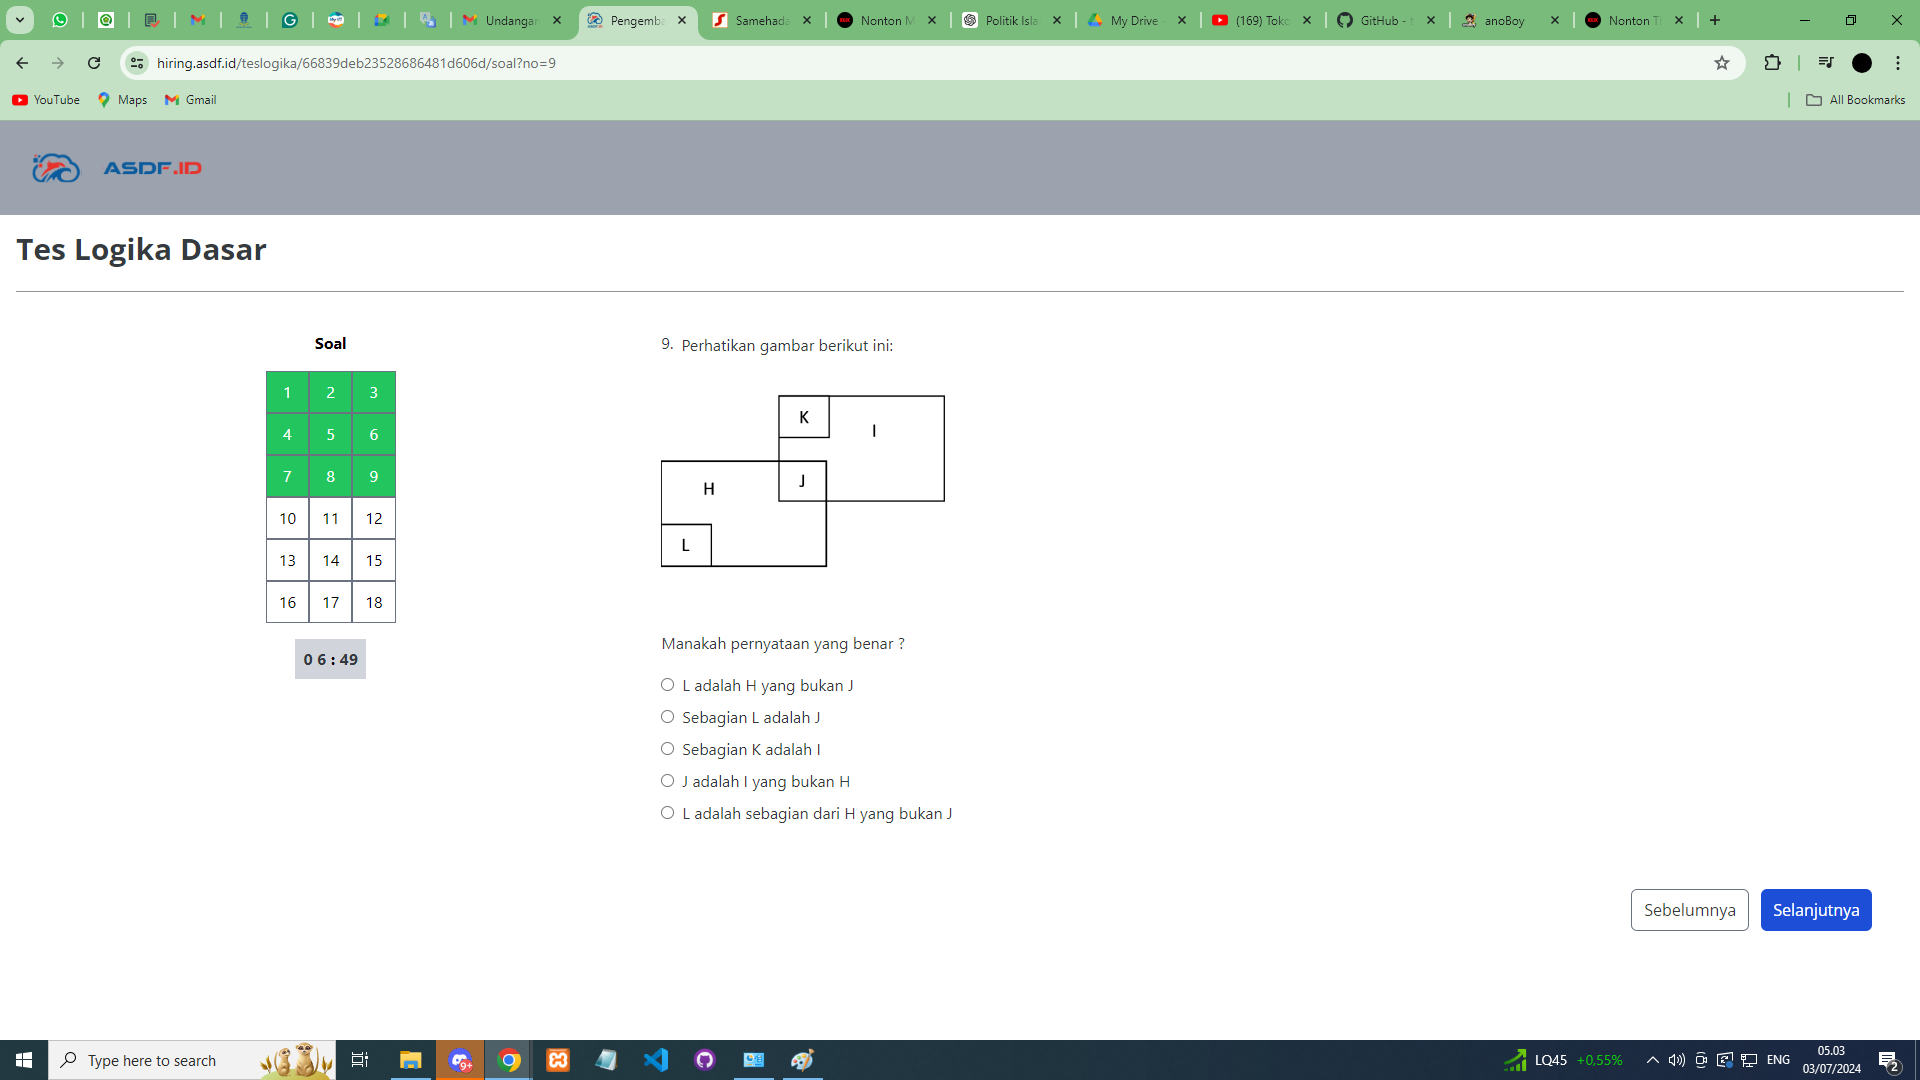 Undangan
Pengemba
Samehada
Nonton M
Politik Isla
My Drive -
(169) Toko
GitHub - t
anoBoy
Nonton T
hiring.asdf.id/teslogika/66839deb23528686481d606d/soal?no=9
YouTube Maps Gmail All Bookmarks
ASDF.ID
Tes Logika Dasar
Soal
1 2 3
4 5 6
7 8 9
10 11 12
13 14 15
16 17 18
0 6 : 49
9. Perhatikan gambar berikut ini:
K
I
J
H
L
Manakah pernyataan yang benar ?
L adalah H yang bukan J
Sebagian L adalah J
Sebagian K adalah I
J adalah I yang bukan H
L adalah sebagian dari H yang bukan J
Sebelumnya Selanjutnya
Type here to search
9+
LQ45 +0,55%
ENG
05.03
03/07/2024
2